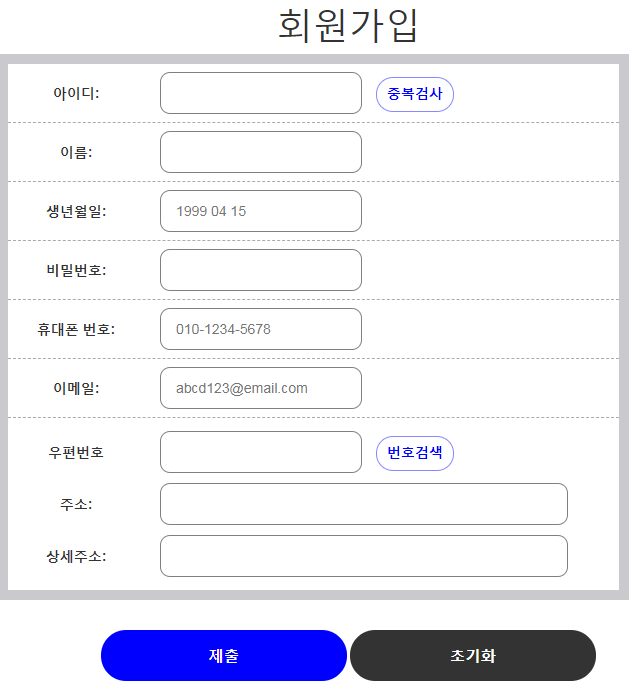 회원가입
아이디: 중복검사
이름:
생년월일: 1999 04 15
비밀번호:
휴대폰 번호: 010-1234-5678
이메일: abcd123@email.com
우편번호 번호검색
주소:
상세주소:
제출 초기화